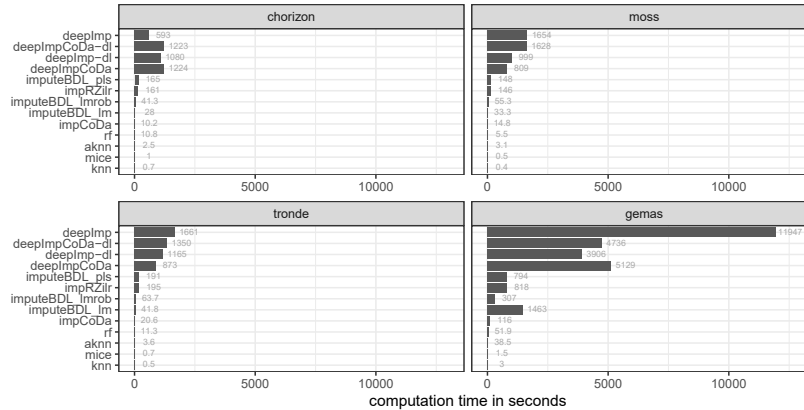 chorizon
moss
deepImp 593 1654
deepImpCoDa−dl 1223 1628
deepImp−dl 1080 999
deepImpCoDa 1224 809
imputeBDL_pls 165 148
impRZilr 161 146
imputeBDL_lmrob 41.3 55.3
imputeBDL_lm 28 33.3
impCoDa 10.2 14.8
rf 10.8 5.5
aknn 2.5 3.1
mice 1 0.5
knn 0.7 0.4
0 5000 10000 0 5000 10000
tronde
gemas
deepImp 1661 11947
deepImpCoDa−dl 1350 4736
deepImp−dl 1165 3906
deepImpCoDa 873 5129
imputeBDL_pls 191 794
impRZilr 195 818
imputeBDL_lmrob 63.7 307
imputeBDL_lm 41.8 1463
impCoDa 20.6 116
rf 11.3 51.9
aknn 3.6 38.5
mice 0.7 1.5
knn 0.5 3
0 5000 10000 0 5000 10000
computation time in seconds